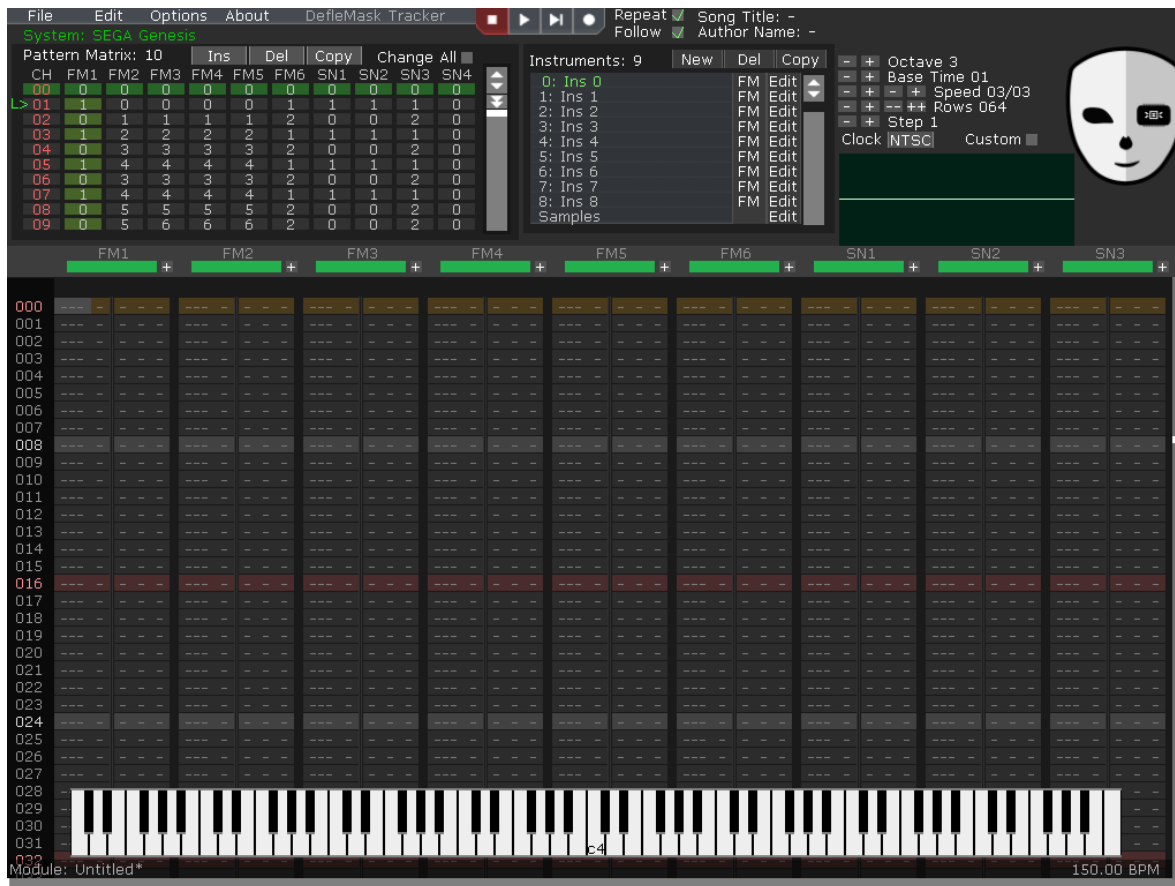 File Edit Options About DefleMask Tracker Repeat Song Title: -
System: SEGA Genesis Follow Author Name: -
Pattern Matrix: 10 Ins Del Copy Change All
CH FM1 FM2 FM3 FM4 FM5 FM6 SN1 SN2 SN3 SN4
00 0 0 0 0 0 0 0 0 0 0
L> 01 1 0 0 0 0 1 1 1 1 0
02 0 1 1 1 1 2 0 0 2 0
03 1 2 2 2 2 1 1 1 1 0
04 0 3 3 3 3 2 0 0 2 0
05 1 4 4 4 4 1 1 1 1 0
06 0 3 3 3 3 2 0 0 2 0
07 1 4 4 4 4 1 1 1 1 0
08 0 5 5 5 5 2 0 0 2 0
09 0 5 6 6 6 2 0 0 2 0
Instruments: 9 New Del Copy
0: Ins 0 FM Edit
1: Ins 1 FM Edit
2: Ins 2 FM Edit
3: Ins 3 FM Edit
4: Ins 4 FM Edit
5: Ins 5 FM Edit
6: Ins 6 FM Edit
7: Ins 7 FM Edit
8: Ins 8 FM Edit
Samples Edit
- + Octave 3
- + Base Time 01
- + - + Speed 03/03
- + -- ++ Rows 064
- + Step 1
Clock NTSC Custom
FM1 FM2 FM3 FM4 FM5 FM6 SN1 SN2 SN3
+ + + + + + + + +
000
001
002
003
004
005
006
007
008
009
010
011
012
013
014
015
016
017
018
019
020
021
022
023
024
025
026
027
028
029
030
031
c4
032
Module: Untitled* 150.00 BPM